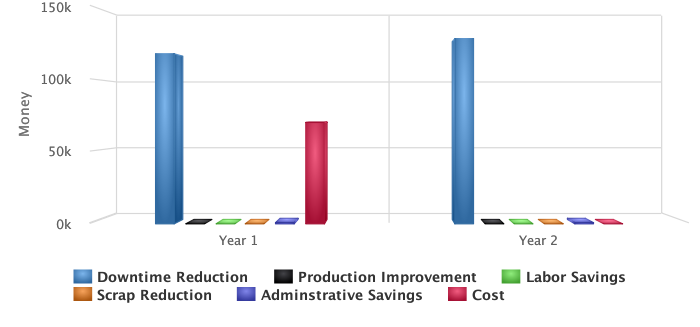 150k
100k
50k
0k
Money
Year 1 Year 2
Downtime Reduction Production Improvement Labor Savings
Scrap Reduction Adminstrative Savings Cost